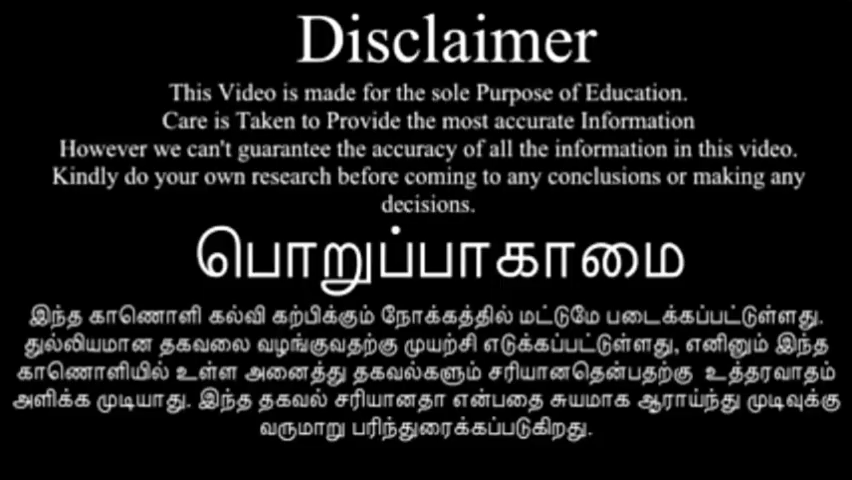 Disclaimer
This Video is made for the sole Purpose of Education.
Care is Taken to Provide the most accurate Information
However we can't guarantee the accuracy of all the information in this video.
Kindly do your own research before coming to any conclusions or making any
decisions.
பொறுப்பாகாமை
இந்த காணொளி கல்வி கற்பிக்கும் நோக்கத்தில் மட்டுமே படைக்கப்பட்டுள்ளது.
துல்லியமான தகவலை வழங்குவதற்கு முயற்சி எடுக்கப்பட்டுள்ளது, எனினும் இந்த
காணொளியில் உள்ள அனைத்து தகவல்களும் சரியானதென்பதற்கு உத்தரவாதம்
அளிக்க முடியாது. இந்த தகவல் சரியானதா என்பதை சுயமாக ஆராய்ந்து முடிவுக்கு
வருமாறு பரிந்துரைக்கப்படுகிறது.